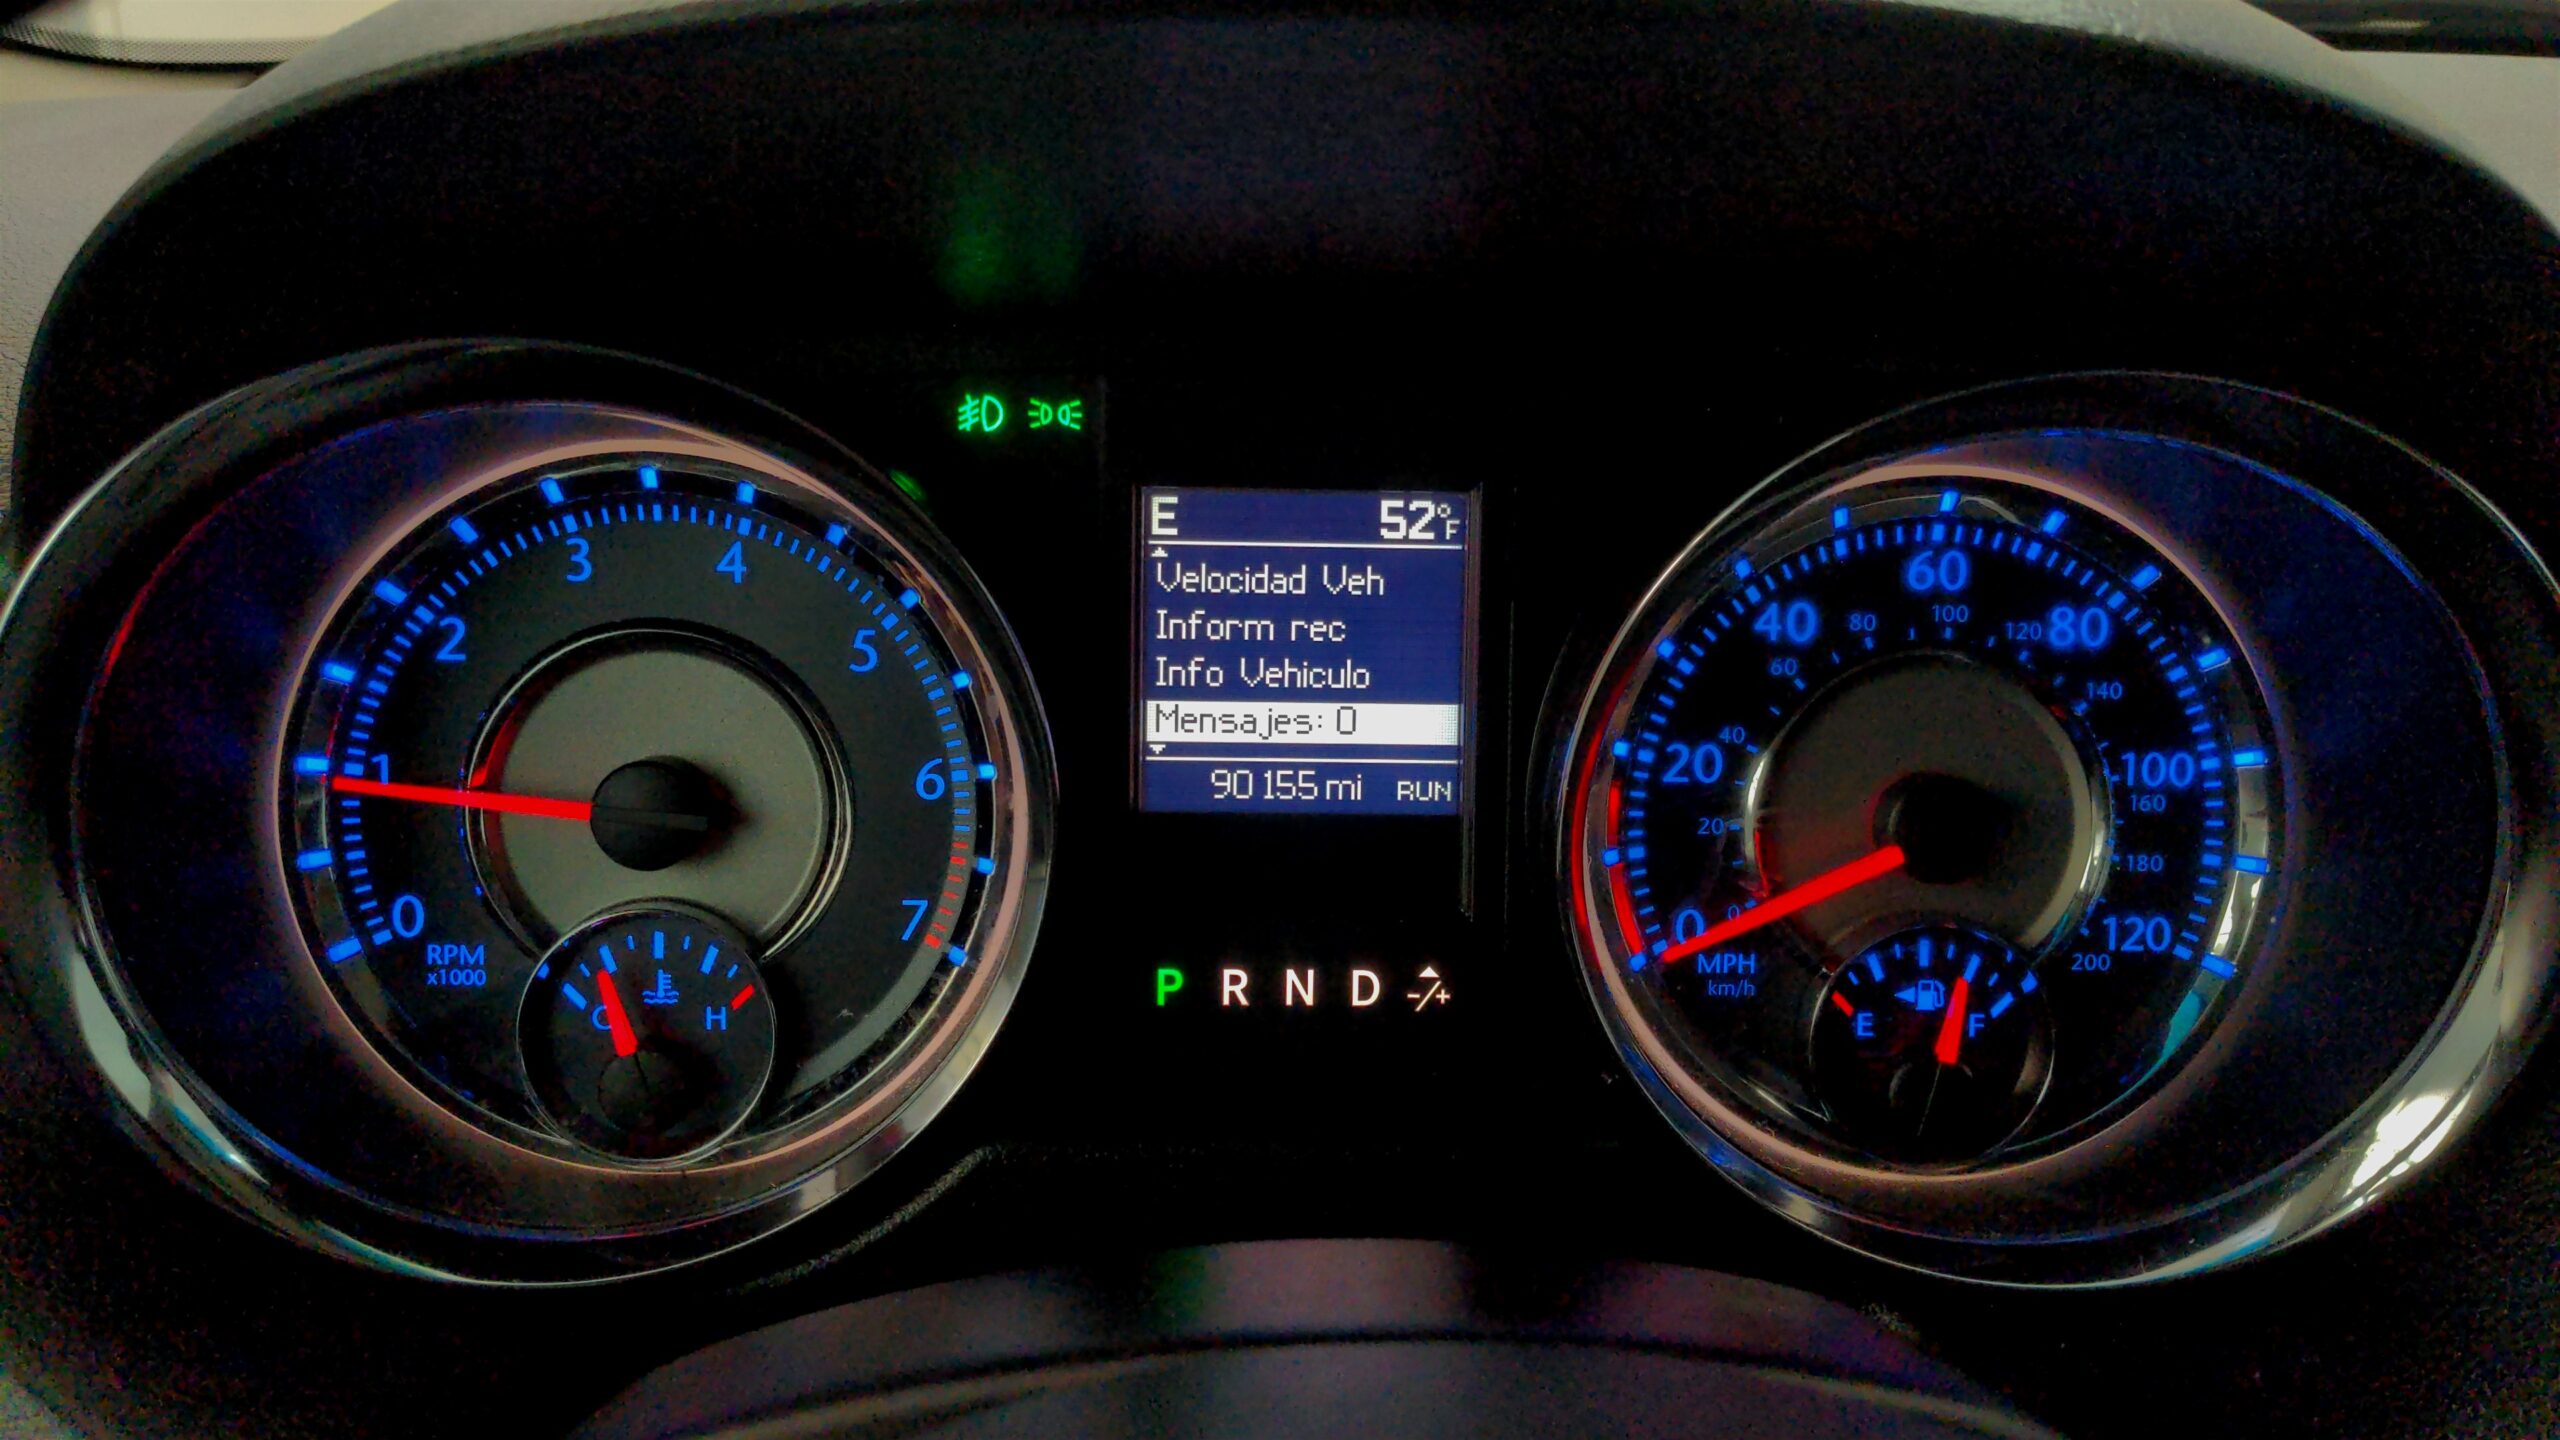 E 52°F
Velocidad Veh
Inform rec
Info Vehiculo
Mensajes: 0
90155 mi RUN
P R N D -/+
0 1 2 3 4 5 6 7
RPM
x1000
C H
0 20 40 60 80 100 120
0 20 40 60 80 100 120 140 160 180 200
MPH
km/h
E F